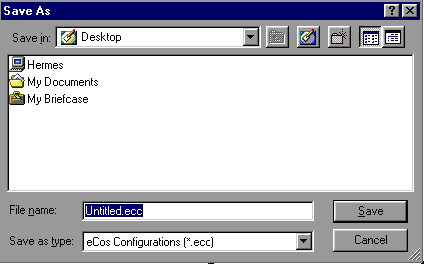 Save As
Save in: Desktop
Hermes
My Documents
My Briefcase
File name: Untitled.ecc Save
Save as type: eCos Configurations (*.ecc) Cancel